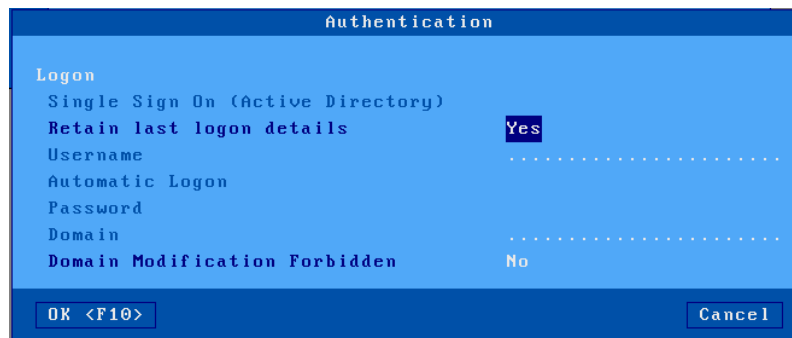 Authentication
Logon
Single Sign On (Active Directory)
Retain last logon details Yes
Username ......................
Automatic Logon
Password
Domain ......................
Domain Modification Forbidden No
OK <F10> Cancel